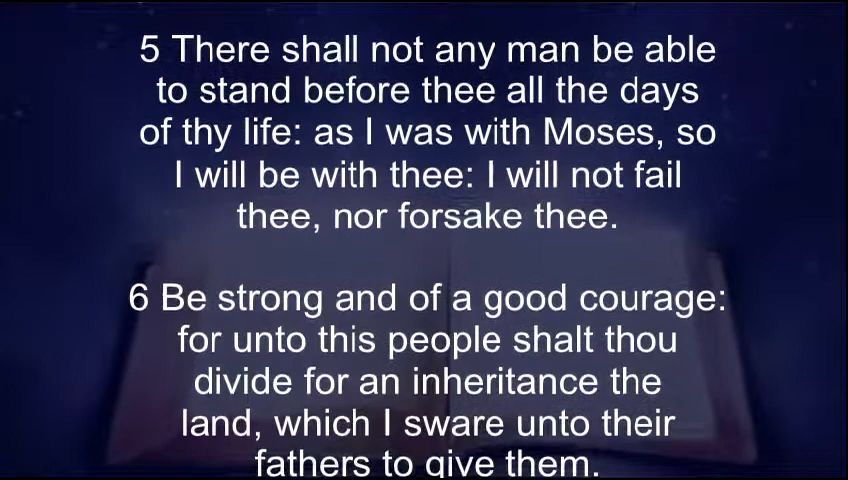 5 There shall not any man be able
to stand before thee all the days
of thy life: as I was with Moses, so
I will be with thee: I will not fail
thee, nor forsake thee.
6 Be strong and of a good courage:
for unto this people shalt thou
divide for an inheritance the
land, which I sware unto their
fathers to give them.